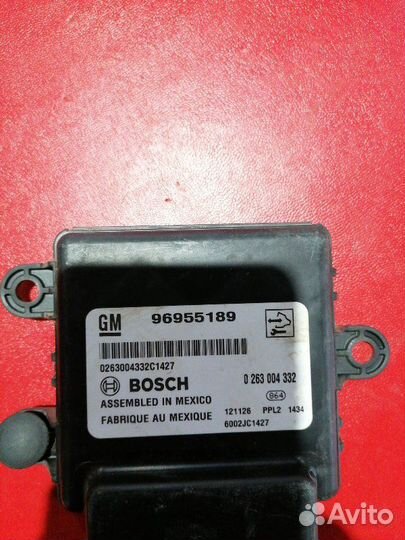 GM 96955189
0263004332C1427
BOSCH 0 263 004 332
ASSEMBLED IN MEXICO 864
FABRIQUE AU MEXIQUE 121126 PPL2 1434
6002JC1427
Avito